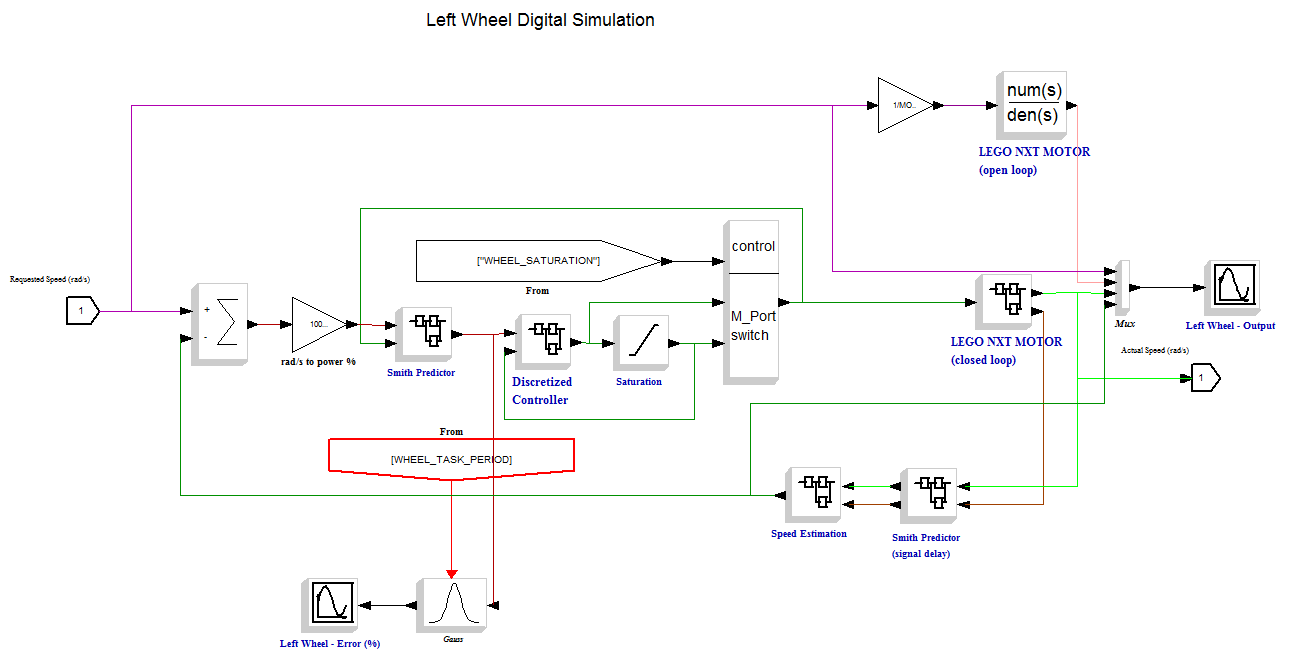 Left Wheel Digital Simulation
1/MO..
num(s)
den(s)
LEGO NXT MOTOR
(open loop)
control
["WHEEL_SATURATION"]
From
Requested Speed (rad/s)
1
+
-
100...
rad/s to power %
Smith Predictor
Discretized
Controller
Saturation
M_Port
switch
LEGO NXT MOTOR
(closed loop)
Mux
Left Wheel - Output
Actual Speed (rad/s)
1
From
[WHEEL_TASK_PERIOD]
Speed Estimation
Smith Predictor
(signal delay)
Left Wheel - Error (%)
Gauss